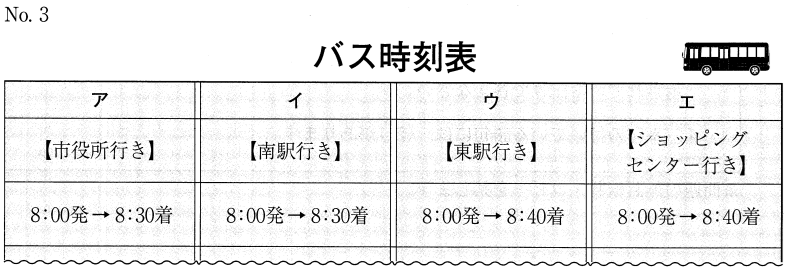 No. 3
バス時刻表
ア イ ウ エ
【市役所行き】 【南駅行き】 【東駅行き】 【ショッピング
センター行き】
8:00発→8:30着 8:00発→8:30着 8:00発→8:40着 8:00発→8:40着